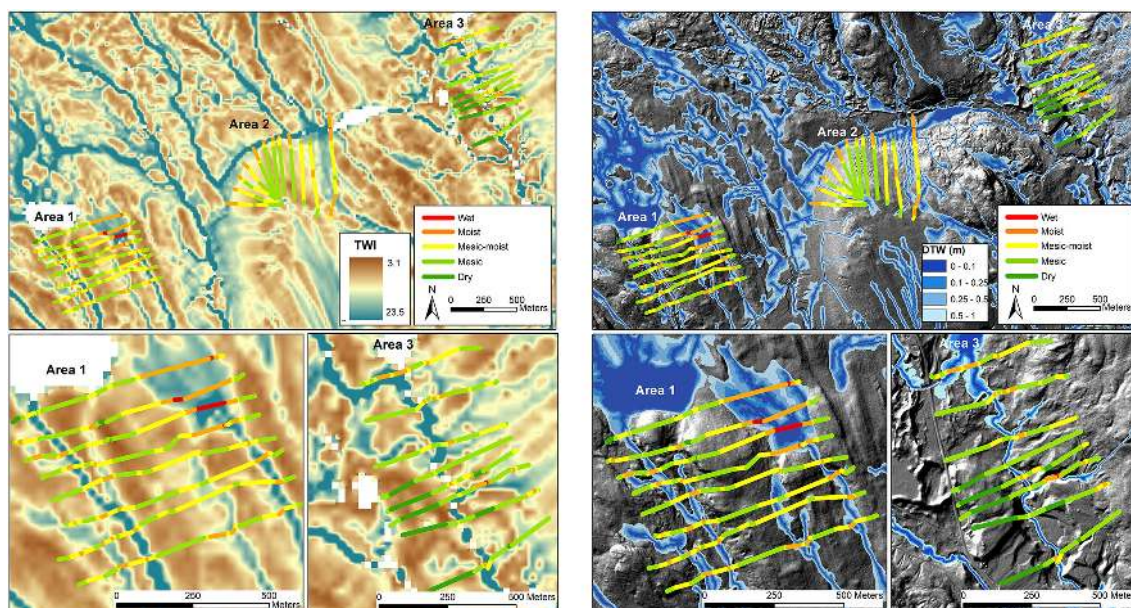 Area 3
Area 2
Area 1
Wet
Moist
Mesic-moist
Mesic
Dry
TWI
3.1
23.5
N
0 250 500
Meters
Area 1
0 250 500
Meters
Area 3
0 250 500
Meters
Area 3
Area 2
Area 1
DTW (m)
0 - 0.1
0.1 - 0.25
0.25 - 0.5
0.5 - 1
Wet
Moist
Mesic-moist
Mesic
Dry
N
0 250 500
Meters
Area 1
0 250 500
Meters
Area 3
0 250 500
Meters